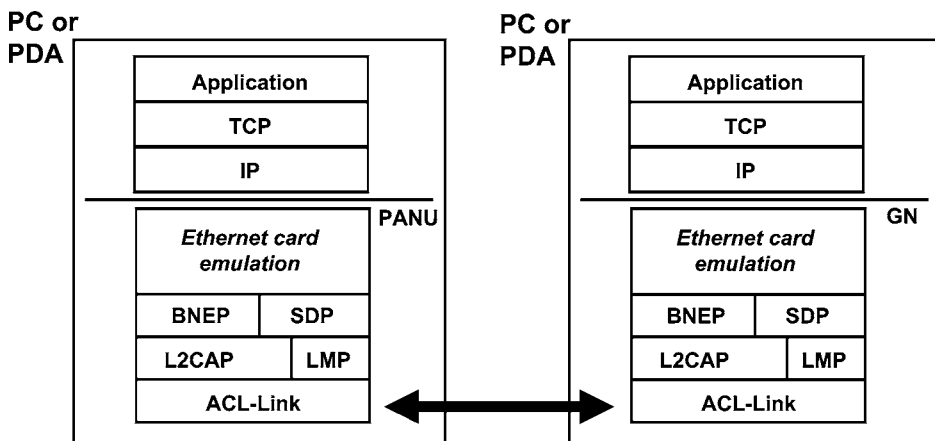 PC or
PDA
Application
TCP
IP
PANU
Ethernet card
emulation
BNEP SDP
L2CAP LMP
ACL-Link
PC or
PDA
Application
TCP
IP
GN
Ethernet card
emulation
BNEP SDP
L2CAP LMP
ACL-Link